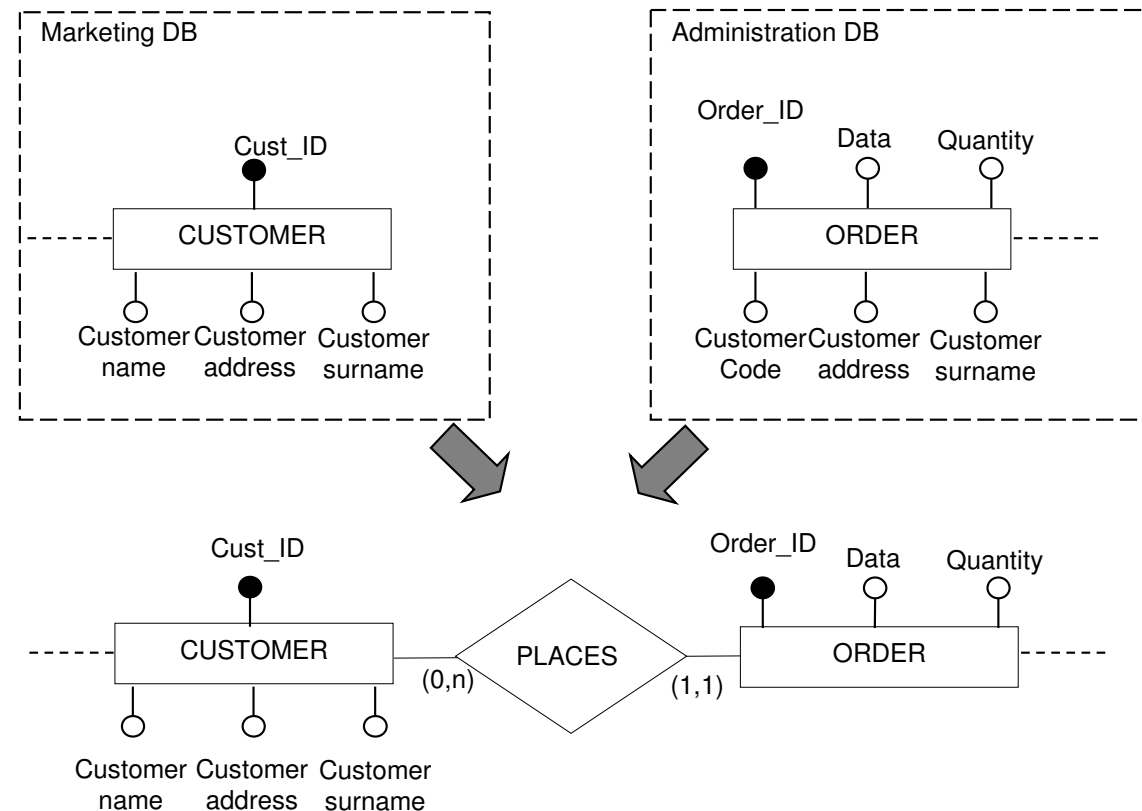 Marketing DB
Cust_ID
CUSTOMER
Customer
name
Customer
address
Customer
surname
Administration DB
Order_ID
Data
Quantity
ORDER
Customer
Code
Customer
address
Customer
surname
Cust_ID
CUSTOMER
Customer
name
Customer
address
Customer
surname
(0,n)
PLACES
(1,1)
Order_ID
Data
Quantity
ORDER